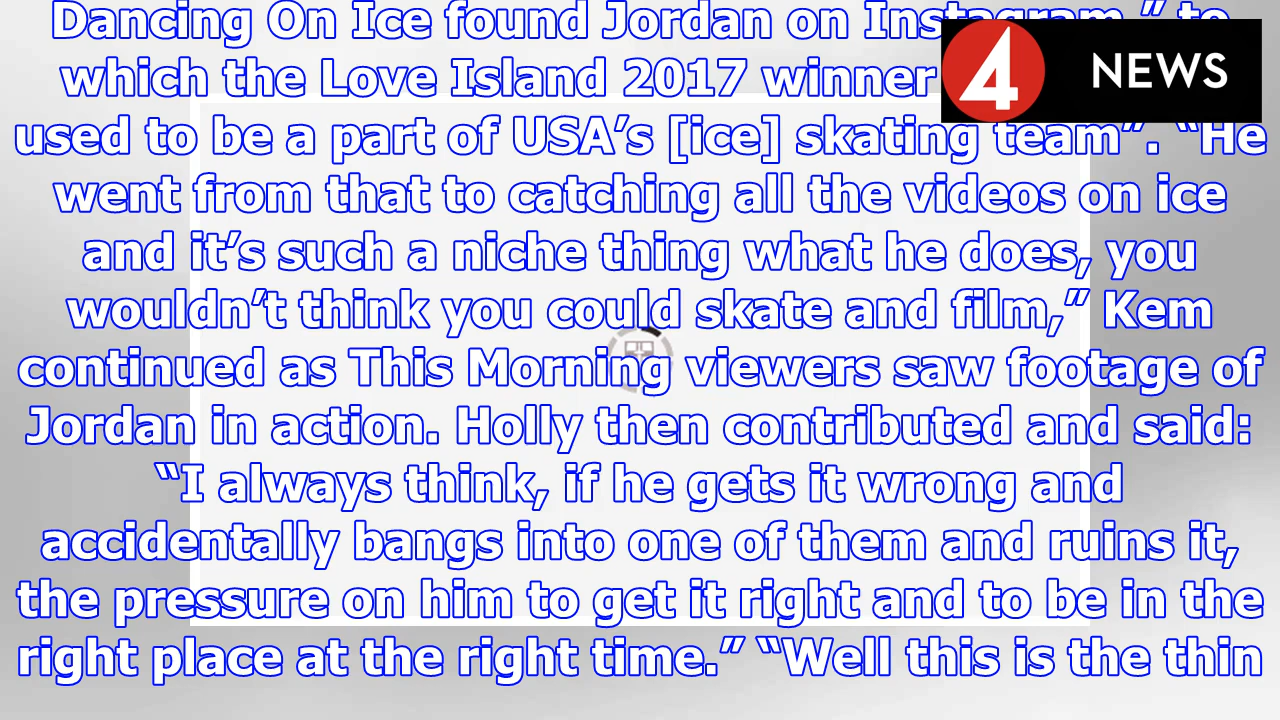 Dancing On Ice found Jordan on Instagram,” to
which the Love Island 2017 winner
used to be a part of USA’s [ice] skating team”. “He
went from that to catching all the videos on ice
and it’s such a niche thing what he does, you
wouldn’t think you could skate and film,” Kem
continued as This Morning viewers saw footage of
Jordan in action. Holly then contributed and said:
“I always think, if he gets it wrong and
accidentally bangs into one of them and ruins it,
the pressure on him to get it right and to be in the
right place at the right time.” “Well this is the thin
4 NEWS